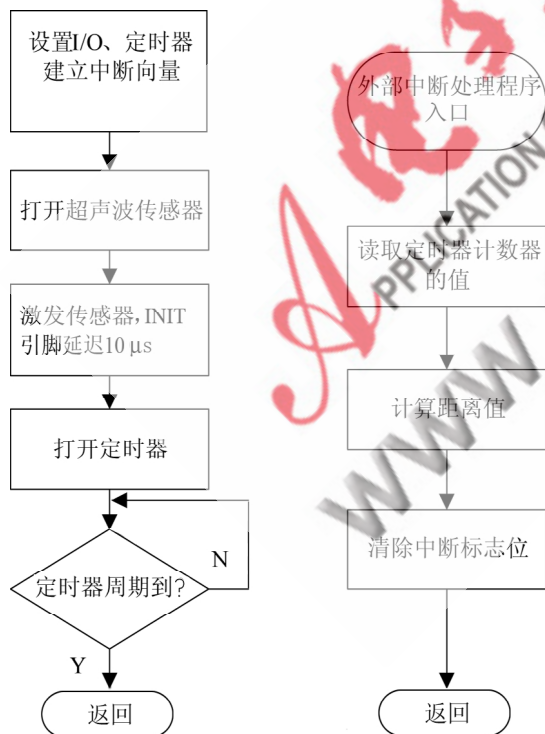 设置I/O、定时器
建立中断向量
打开超声波传感器
激发传感器,INIT
引脚延迟10 μs
打开定时器
定时器周期到?
N
Y
返回
外部中断处理程序
入口
读取定时器计数器
的值
计算距离值
清除中断标志位
返回
APPLICATION
WWW